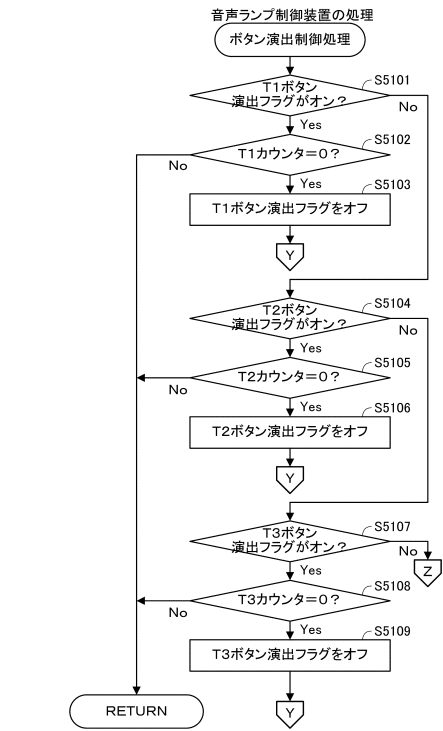 音声ランプ制御装置の処理
ボタン演出制御処理
S5101
T1ボタン
演出フラグがオン？
No
Yes
S5102
T1カウンタ＝0？
No
Yes
S5103
T1ボタン演出フラグをオフ
Y
S5104
T2ボタン
演出フラグがオン？
No
Yes
S5105
T2カウンタ＝0？
No
Yes
S5106
T2ボタン演出フラグをオフ
Y
S5107
T3ボタン
演出フラグがオン？
No
Z
Yes
S5108
T3カウンタ＝0？
No
Yes
S5109
T3ボタン演出フラグをオフ
RETURN
Y